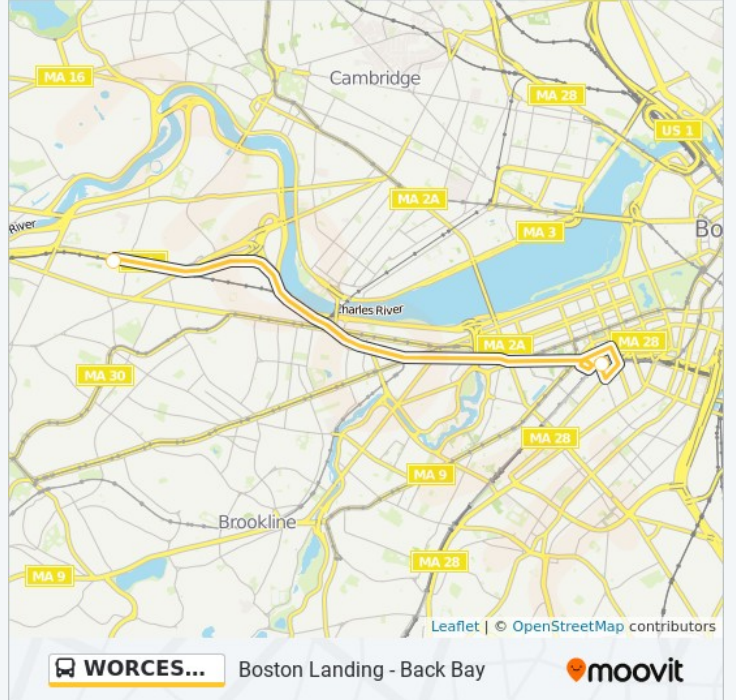 MA 16
Cambridge
MA 28
US 1
MA 2A
River
MA 3
Bo
Charles River
MA 2A
MA 28
MA 30
MA 28
MA 9
Brookline
MA 28
MA 9
Leaflet | © OpenStreetMap contributors
WORCES... Boston Landing - Back Bay moovit